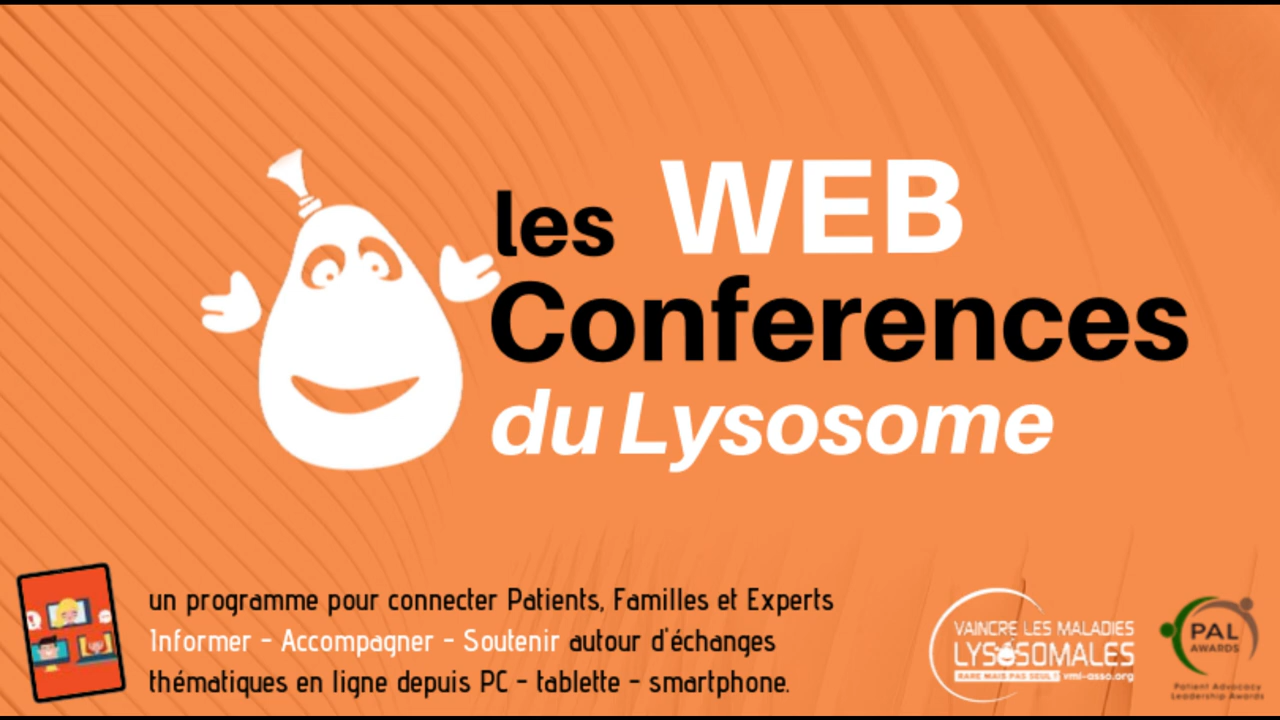 les WEB
Conferences
du Lysosome
un programme pour connecter Patients, Familles et Experts
Informer - Accompagner - Soutenir autour d'échanges
thématiques en ligne depuis PC - tablette - smartphone.
VAINCRE LES MALADIES
LYSOSOMALES
RARE MAIS PAS SEUL ! vml-asso.org
PAL
AWARDS
Patient Advocacy
Leadership Awards